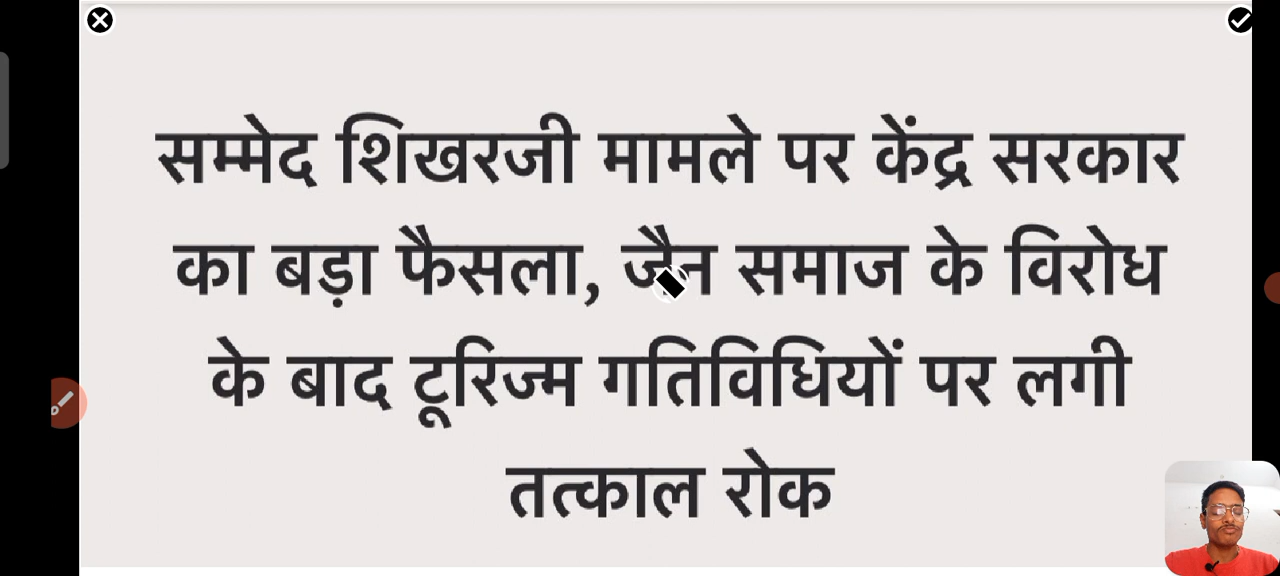 सम्मेद शिखरजी मामले पर केंद्र सरकार
का बड़ा फैसला, जैन समाज के विरोध
के बाद टूरिज्म गतिविधियों पर लगी
तत्काल रोक